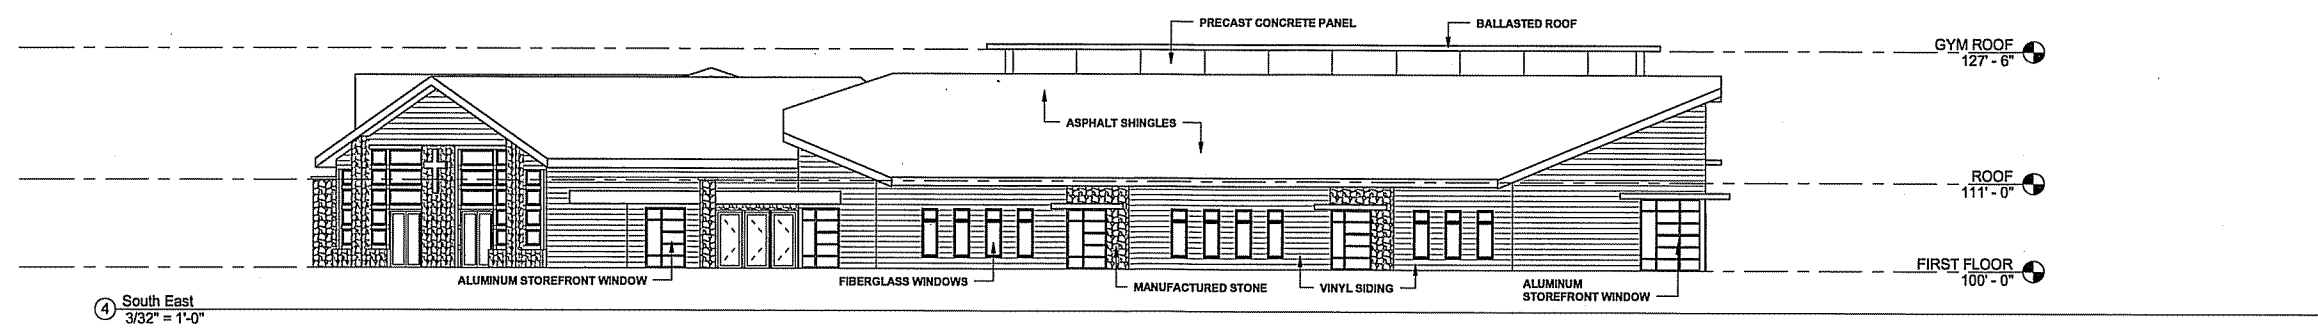 PRECAST CONCRETE PANEL
BALLASTED ROOF
GYM ROOF
127' - 6"
ASPHALT SHINGLES
ROOF
111' - 0"
FIRST FLOOR
100' - 0"
ALUMINUM STOREFRONT WINDOW
FIBERGLASS WINDOWS
MANUFACTURED STONE
VINYL SIDING
ALUMINUM
STOREFRONT WINDOW
4
South East
3/32" = 1'-0"